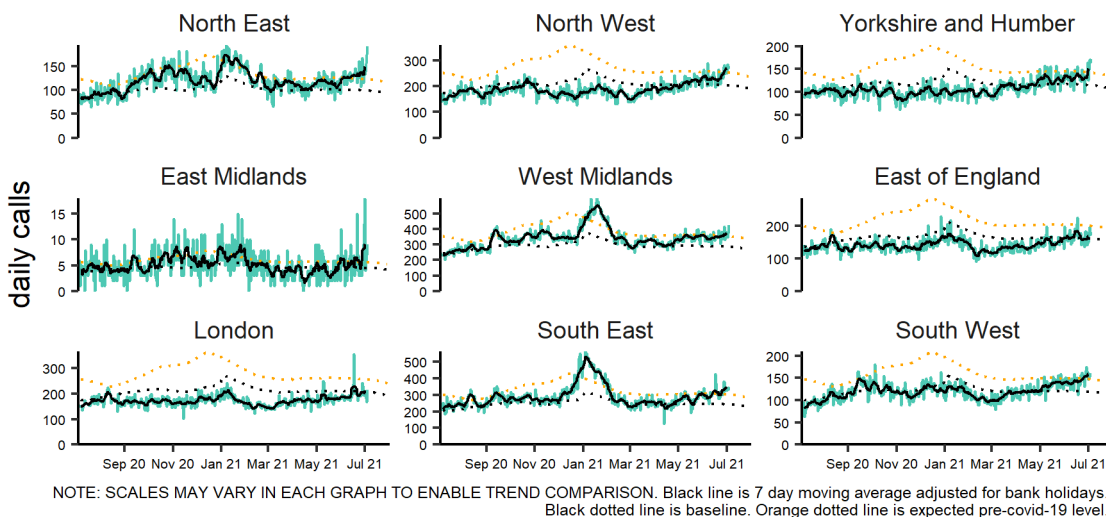 North East
North West
Yorkshire and Humber
150
100
50
0
300
200
100
0
200
150
100
50
0
East Midlands
West Midlands
East of England
15
10
5
0
500
400
300
200
100
0
200
100
0
London
South East
South West
300
200
100
0
500
400
300
200
100
0
200
150
100
50
0
daily calls
Sep 20 Nov 20 Jan 21 Mar 21 May 21 Jul 21
Sep 20 Nov 20 Jan 21 Mar 21 May 21 Jul 21
Sep 20 Nov 20 Jan 21 Mar 21 May 21 Jul 21
NOTE: SCALES MAY VARY IN EACH GRAPH TO ENABLE TREND COMPARISON. Black line is 7 day moving average adjusted for bank holidays.
Black dotted line is baseline. Orange dotted line is expected pre-covid-19 level.